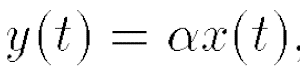 y(t) = αx(t),